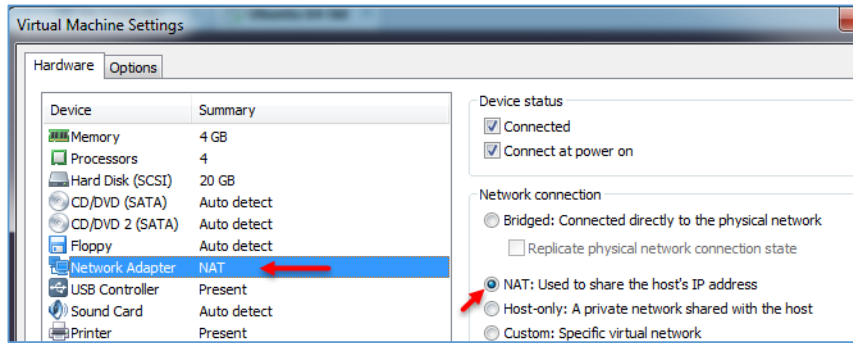 Virtual Machine Settings
Hardware Options
Device Summary
Memory 4 GB
Processors 4
Hard Disk (SCSI) 20 GB
CD/DVD (SATA) Auto detect
CD/DVD 2 (SATA) Auto detect
Floppy Auto detect
Network Adapter NAT
USB Controller Present
Sound Card Auto detect
Printer Present
Device status
Connected
Connect at power on
Network connection
Bridged: Connected directly to the physical network
Replicate physical network connection state
NAT: Used to share the host's IP address
Host-only: A private network shared with the host
Custom: Specific virtual network